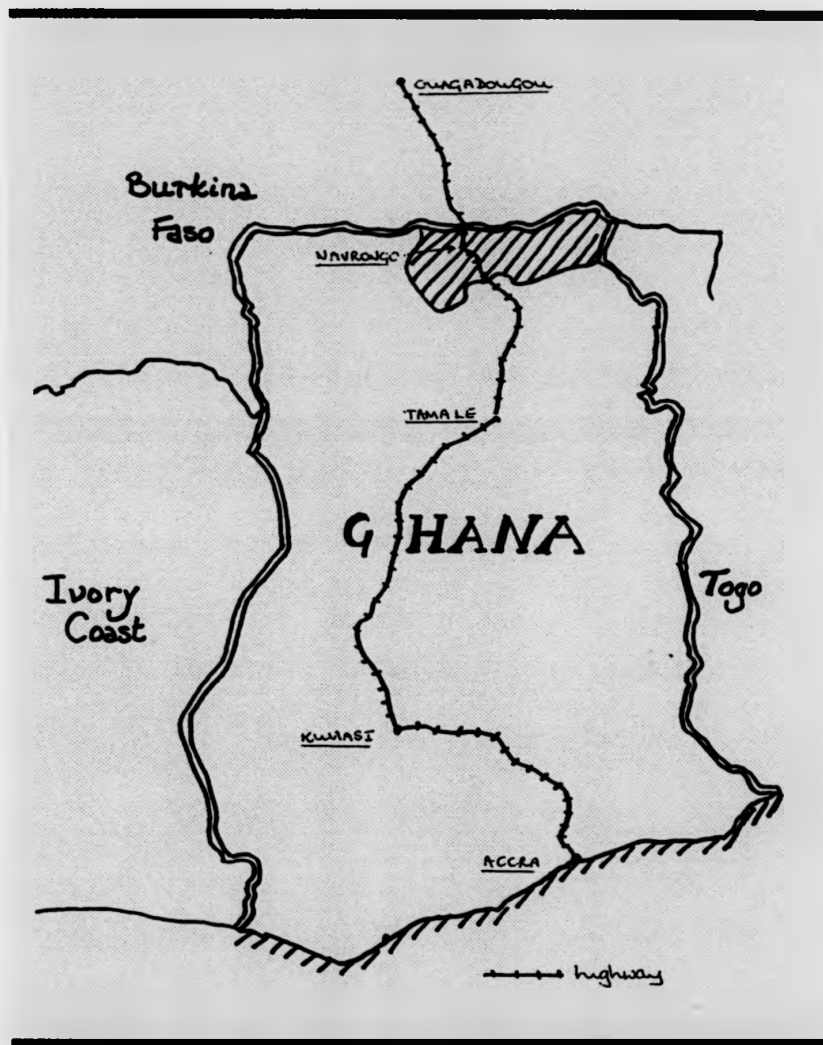 OUAGADOUGOU
Burkina
Faso
NAVRONGO
TAMALE
GHANA
Ivory
Coast
Togo
KUMASI
ACCRA
highway